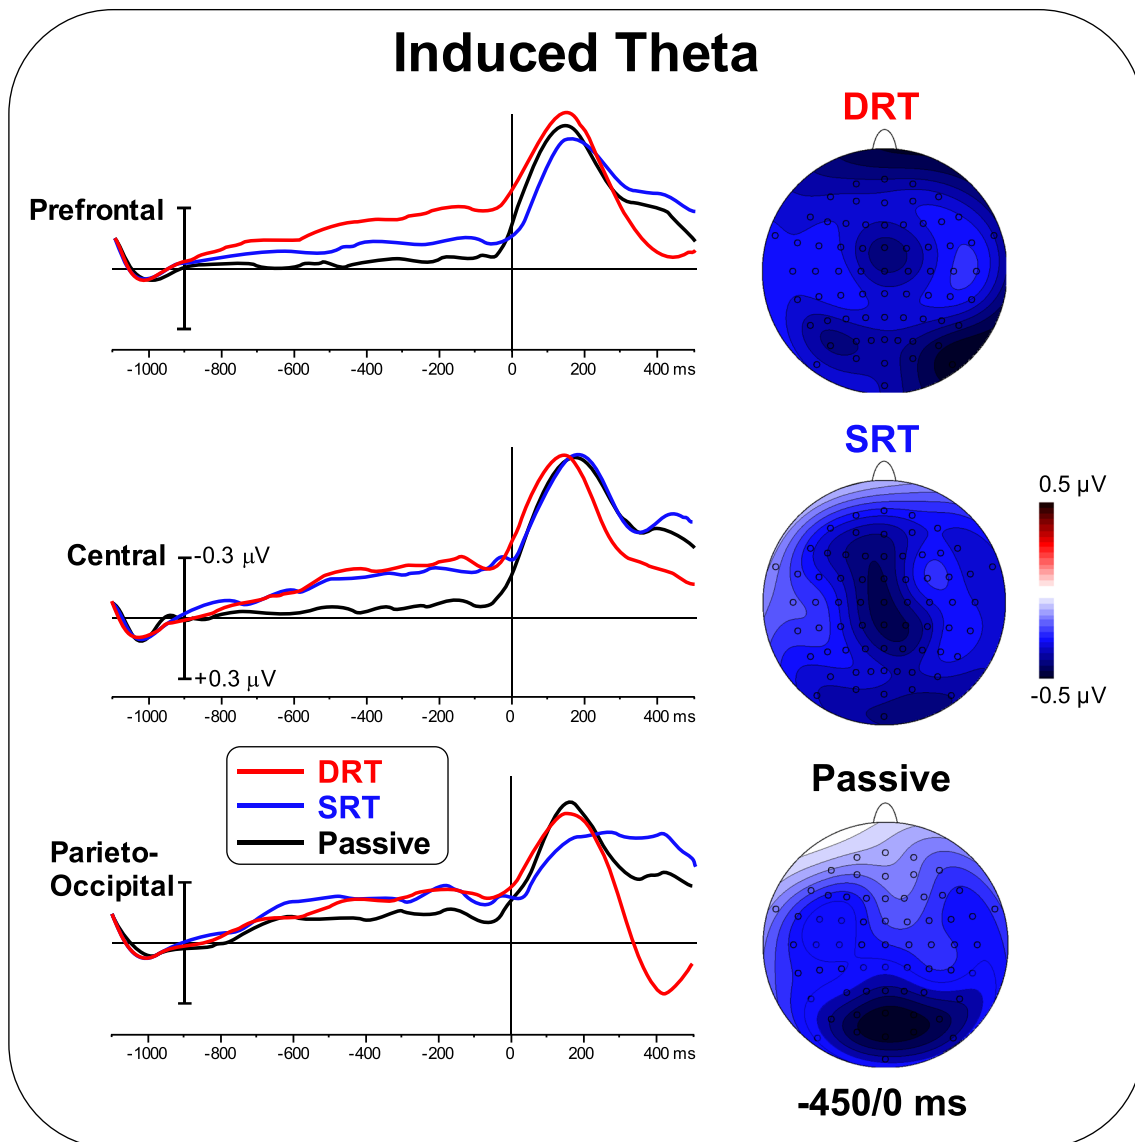 Induced Theta
DRT
Prefrontal
-1000 -800 -600 -400 -200 0 200 400 ms
SRT
0.5 µV
Central
-0.3 µV
+0.3 µV
-0.5 µV
-1000 -800 -600 -400 -200 0 200 400 ms
DRT
SRT
Passive
Passive
Parieto-
Occipital
-1000 -800 -600 -400 -200 0 200 400 ms
-450/0 ms